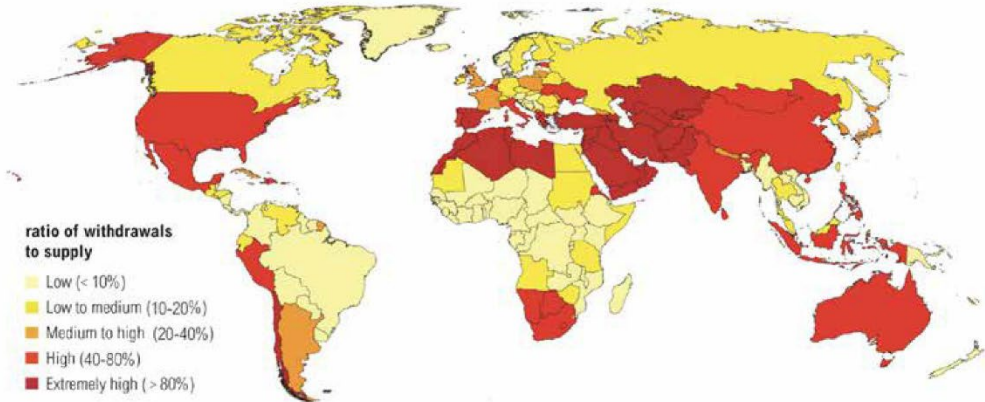 ratio of withdrawals
to supply
Low (< 10%)
Low to medium (10-20%)
Medium to high (20-40%)
High (40-80%)
Extremely high (> 80%)